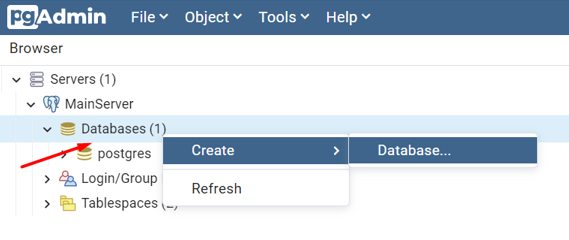 pgAdmin File Object Tools Help
Browser
Servers (1)
MainServer
Databases (1)
Create Database...
postgres
Login/Group
Refresh
Tablespaces